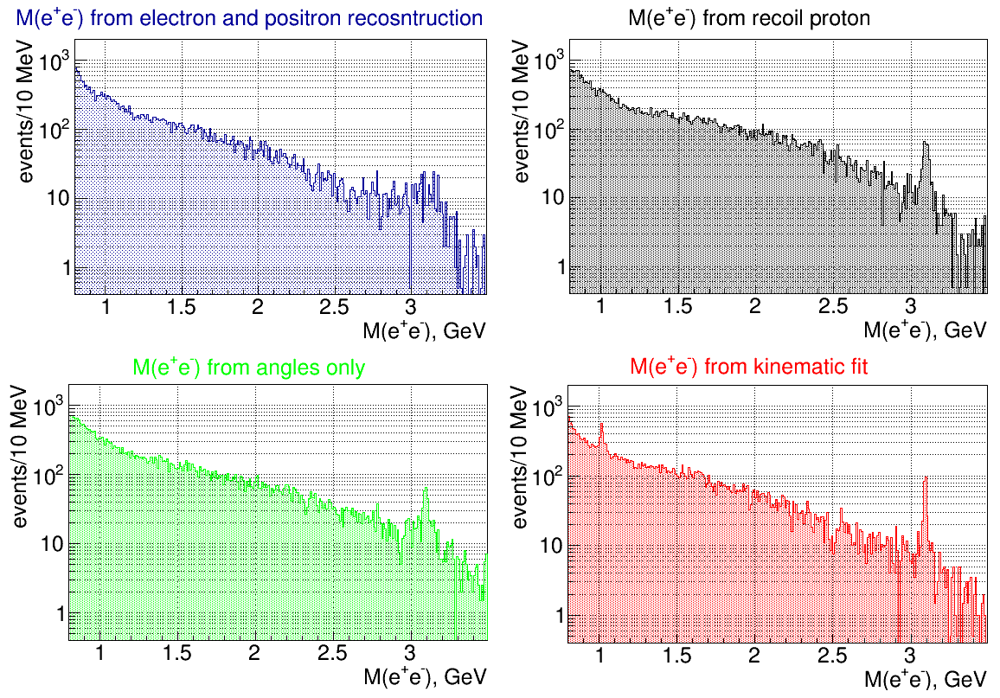 M(e⁺e⁻) from electron and positron recosntruction
events/10 MeV
10³
10²
10
1
1 1.5 2 2.5 3
M(e⁺e⁻), GeV
M(e⁺e⁻) from recoil proton
events/10 MeV
10³
10²
10
1
1 1.5 2 2.5 3
M(e⁺e⁻), GeV
M(e⁺e⁻) from angles only
events/10 MeV
10³
10²
10
1
1 1.5 2 2.5 3
M(e⁺e⁻), GeV
M(e⁺e⁻) from kinematic fit
events/10 MeV
10³
10²
10
1
1 1.5 2 2.5 3
M(e⁺e⁻), GeV